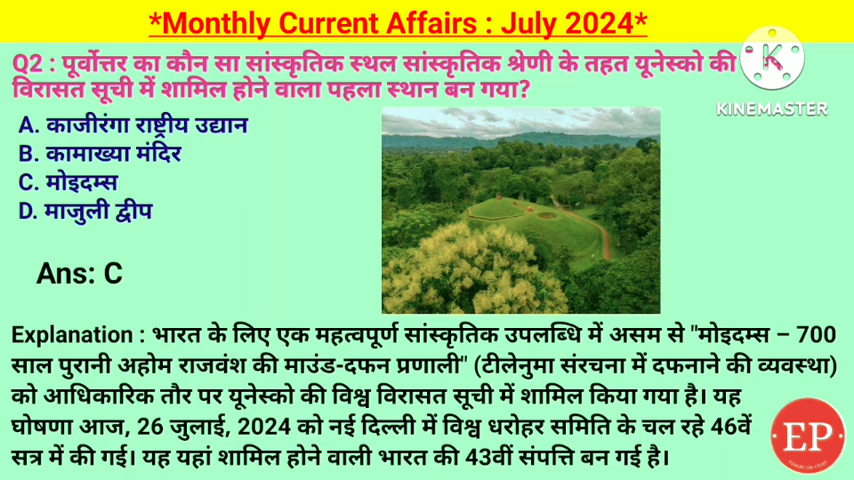 *Monthly Current Affairs : July 2024*
Q2 : पूर्वोत्तर का कौन सा सांस्कृतिक स्थल सांस्कृतिक श्रेणी के तहत यूनेस्को की
विरासत सूची में शामिल होने वाला पहला स्थान बन गया?
KINEMASTER
A. काजीरंगा राष्ट्रीय उद्यान
B. कामाख्या मंदिर
C. मोइदम्स
D. माजुली द्वीप
Ans: C
Explanation : भारत के लिए एक महत्वपूर्ण सांस्कृतिक उपलब्धि में असम से "मोइदम्स – 700
साल पुरानी अहोम राजवंश की माउंड-दफन प्रणाली" (टीलेनुमा संरचना में दफनाने की व्यवस्था)
को आधिकारिक तौर पर यूनेस्को की विश्व विरासत सूची में शामिल किया गया है। यह
घोषणा आज, 26 जुलाई, 2024 को नई दिल्ली में विश्व धरोहर समिति के चल रहे 46वें
सत्र में की गई। यह यहां शामिल होने वाली भारत की 43वीं संपत्ति बन गई है।
EP